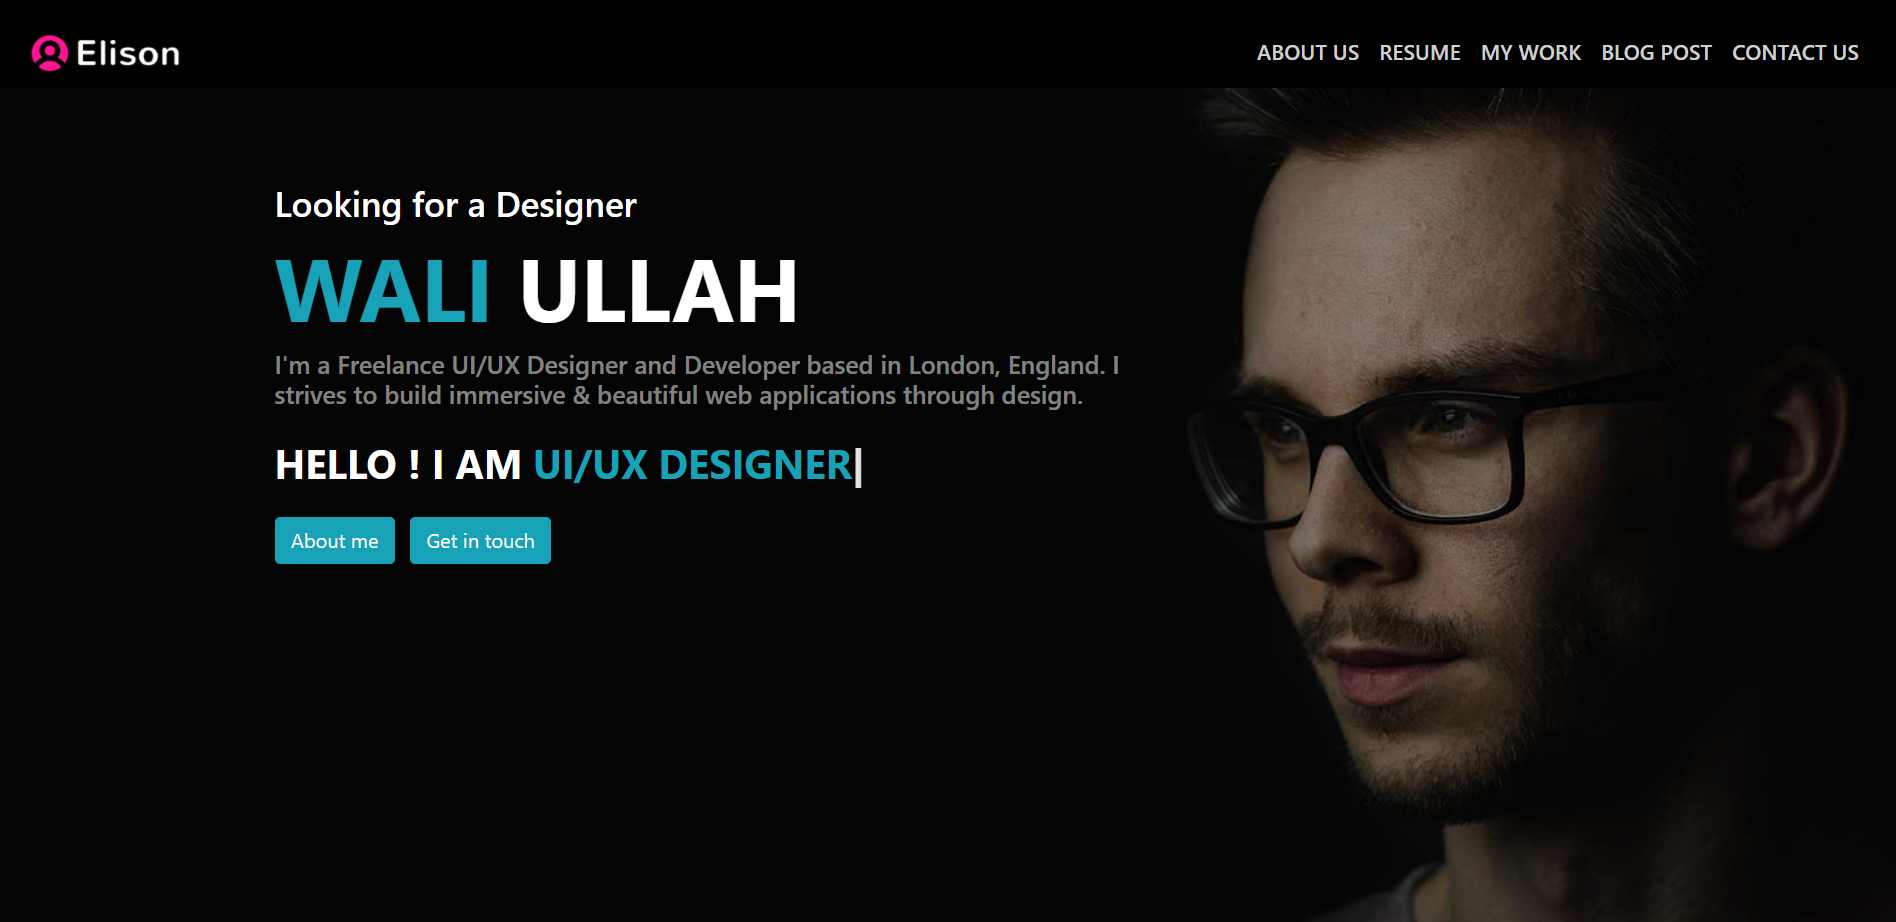 Elison
ABOUT US RESUME MY WORK BLOG POST CONTACT US
Looking for a Designer
WALI ULLAH
I'm a Freelance UI/UX Designer and Developer based in London, England. I
strives to build immersive & beautiful web applications through design.
HELLO ! I AM UI/UX DESIGNER|
About me Get in touch